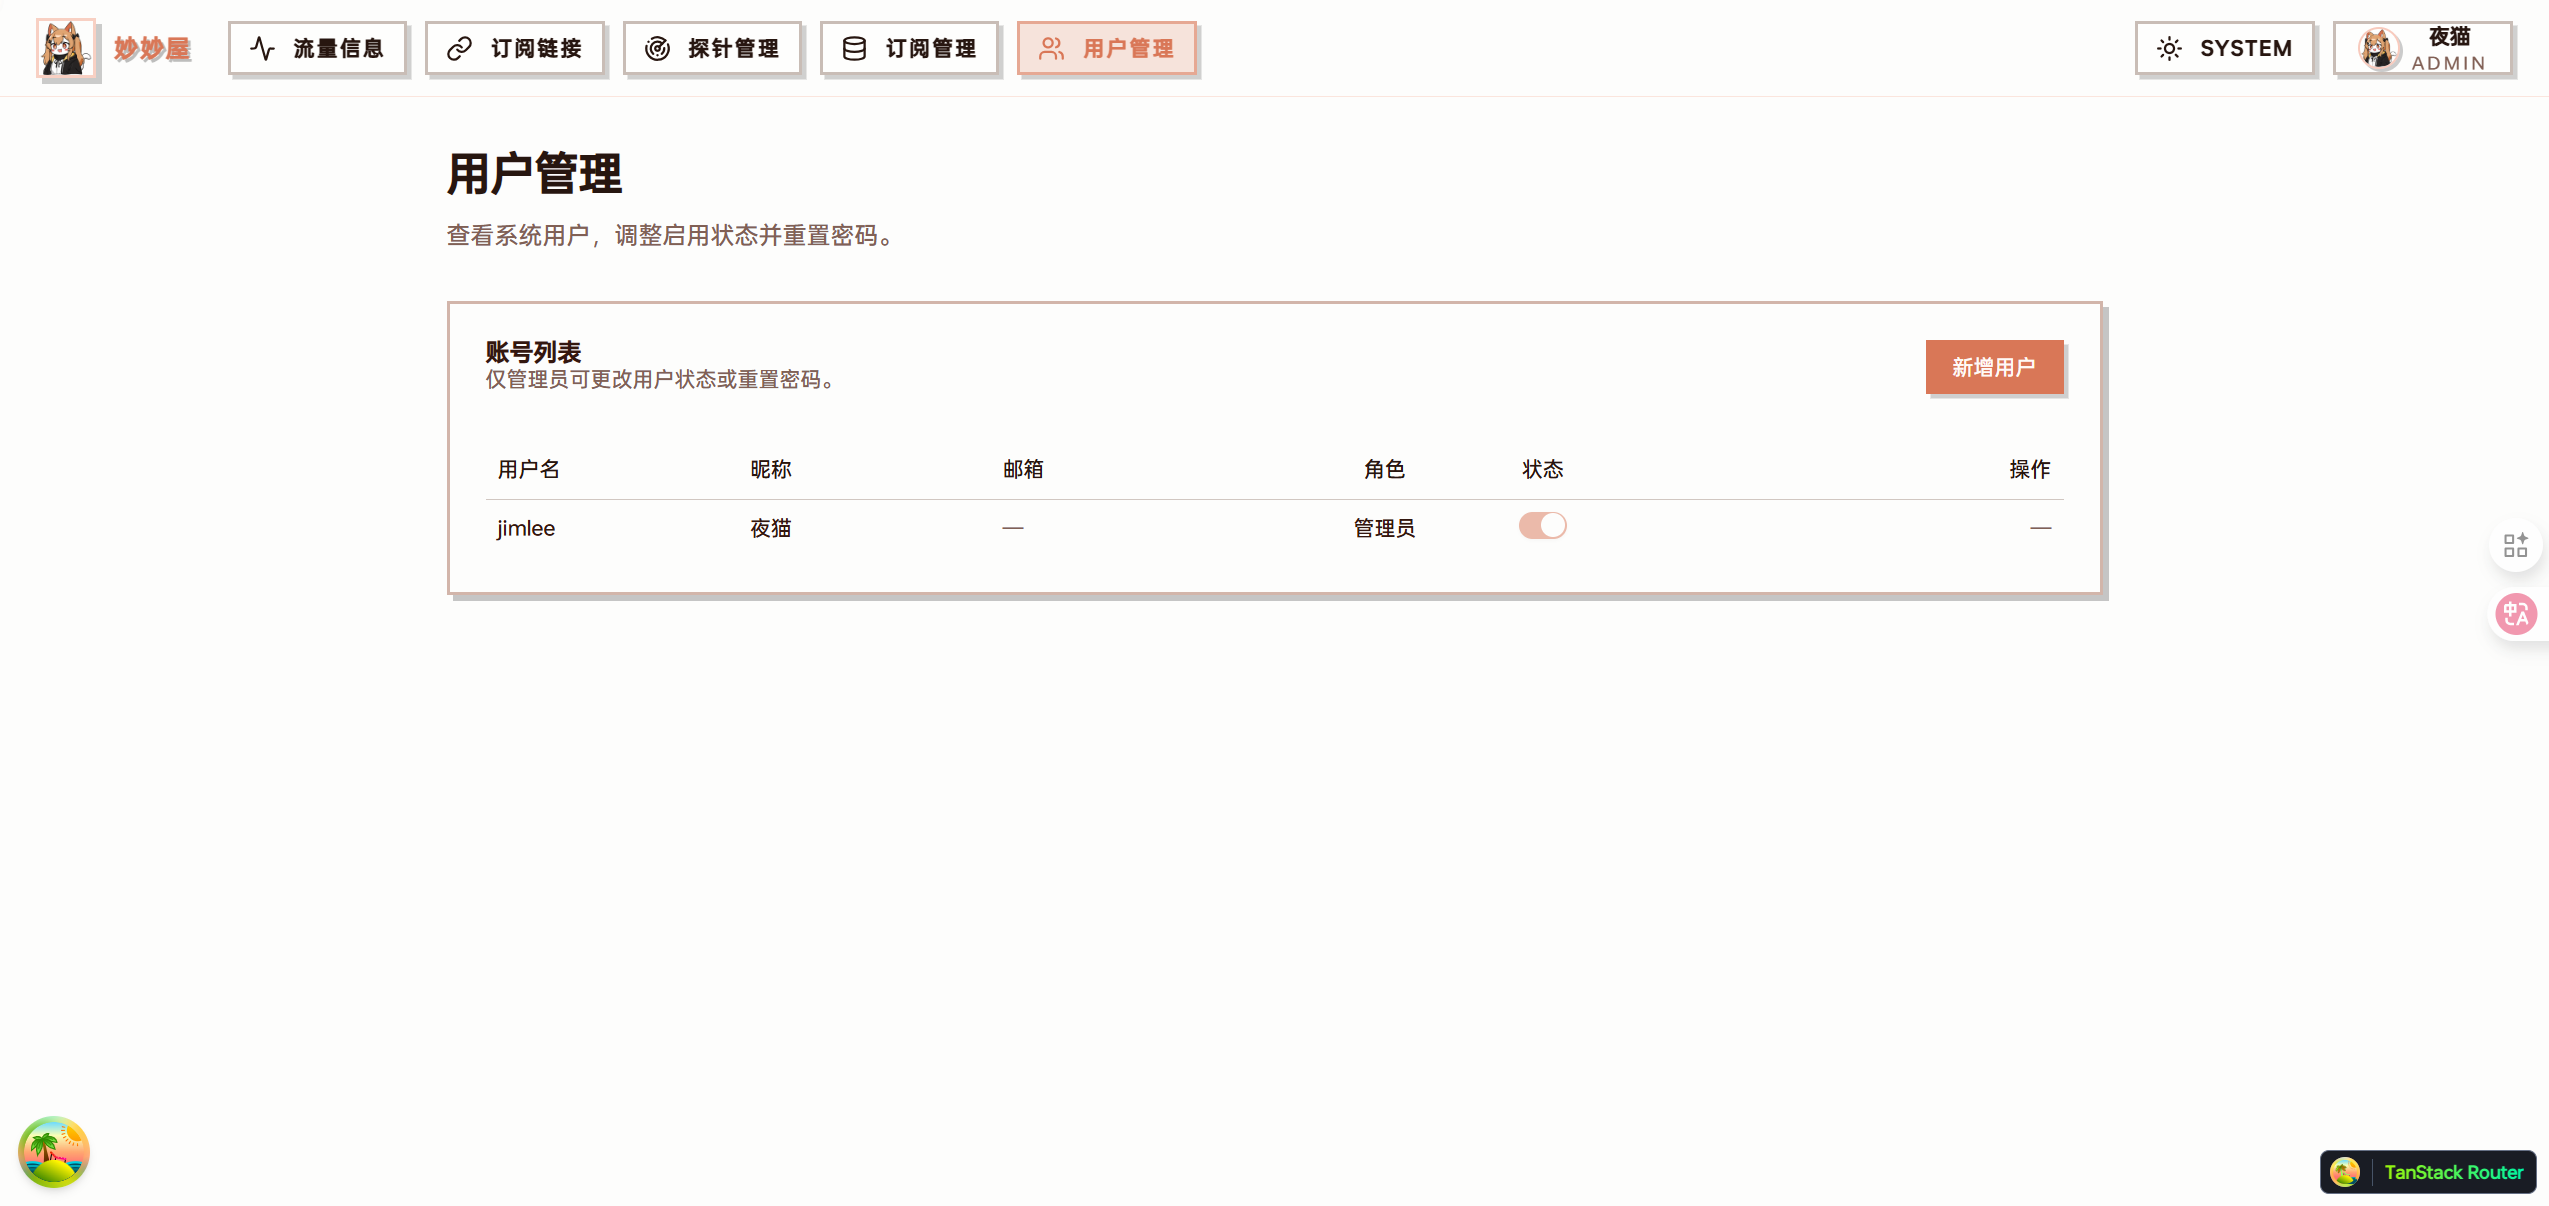 妙妙屋
流量信息
订阅链接
探针管理
订阅管理
用户管理
SYSTEM
夜猫
ADMIN
用户管理
查看系统用户，调整启用状态并重置密码。
账号列表
仅管理员可更改用户状态或重置密码。
新增用户
用户名 昵称 邮箱 角色 状态 操作
jimlee 夜猫 — 管理员 —
中 A
TanStack Router